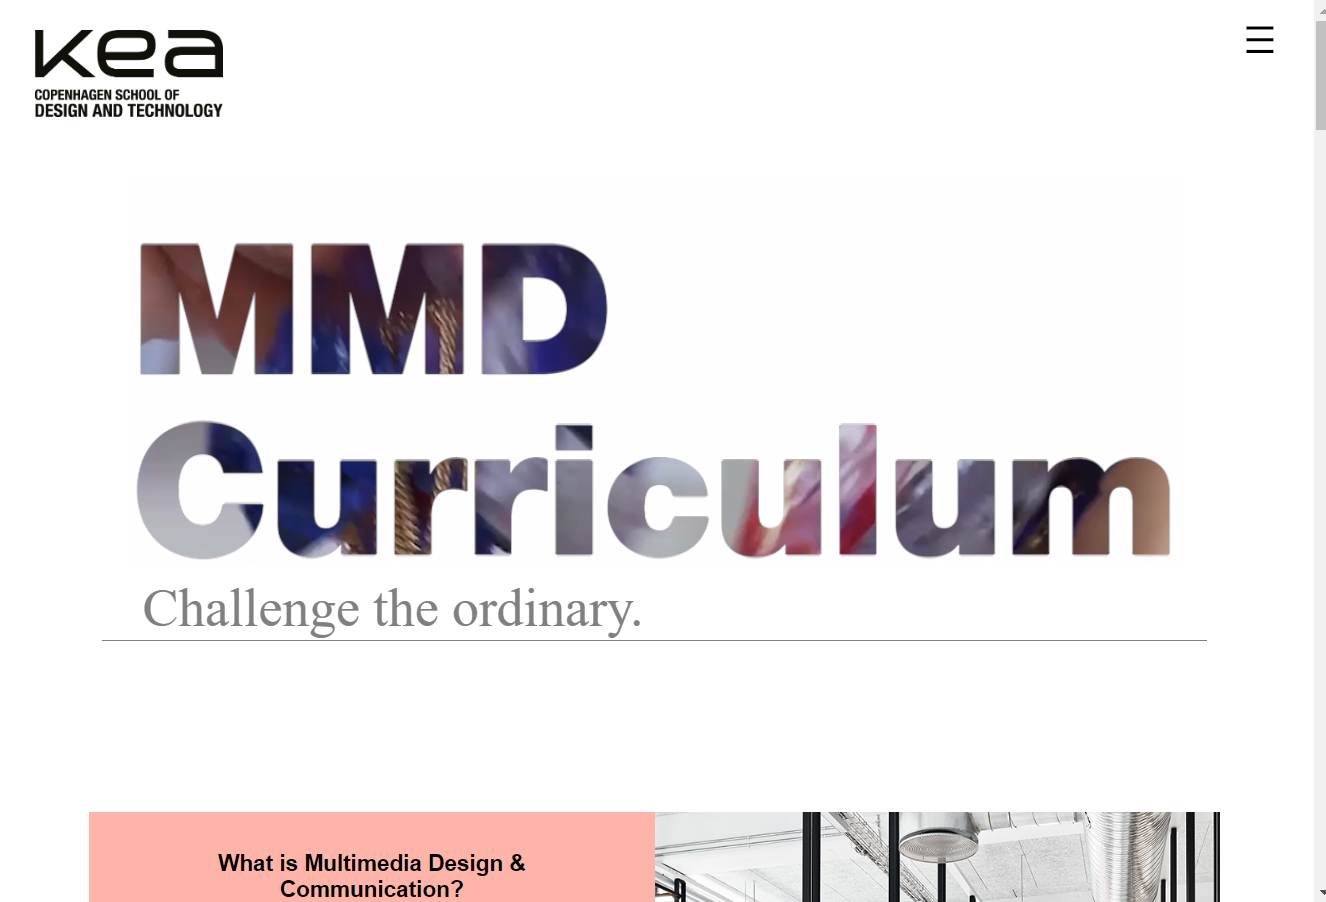 kea
COPENHAGEN SCHOOL OF
DESIGN AND TECHNOLOGY
MMD
Curriculum
Challenge the ordinary.
What is Multimedia Design &
Communication?